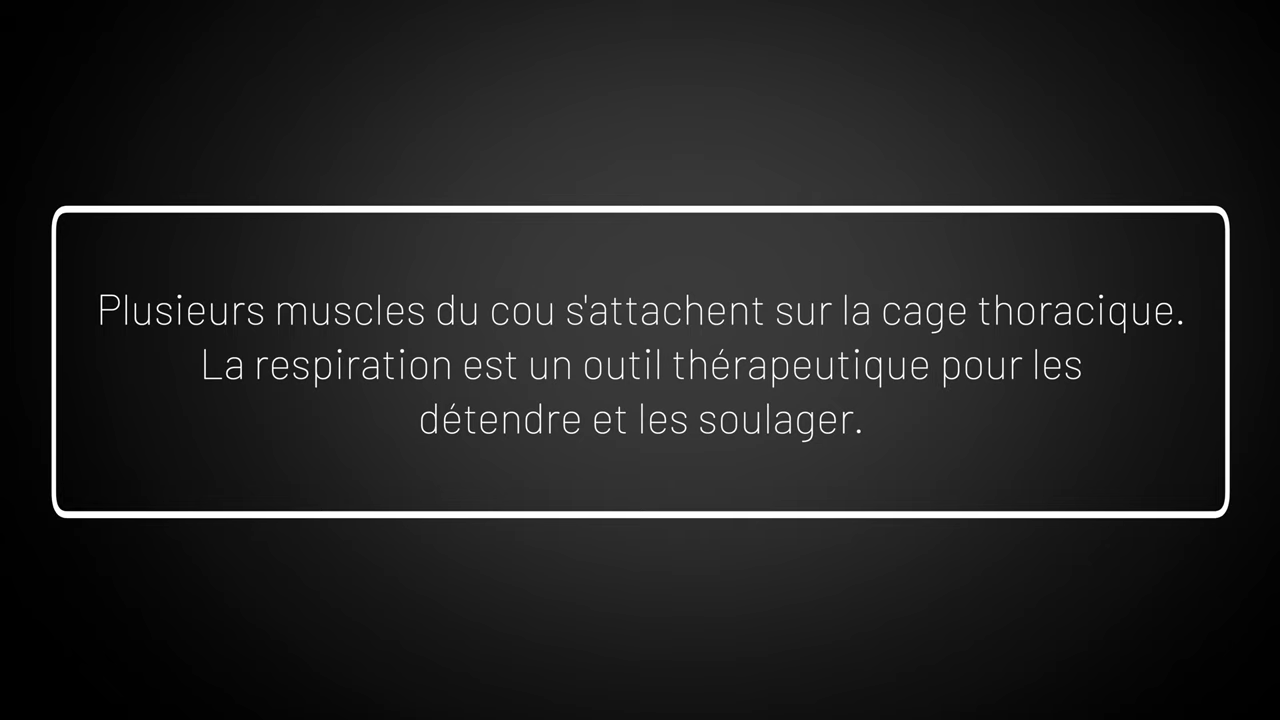 Plusieurs muscles du cou s'attachent sur la cage thoracique.
La respiration est un outil thérapeutique pour les
détendre et les soulager.